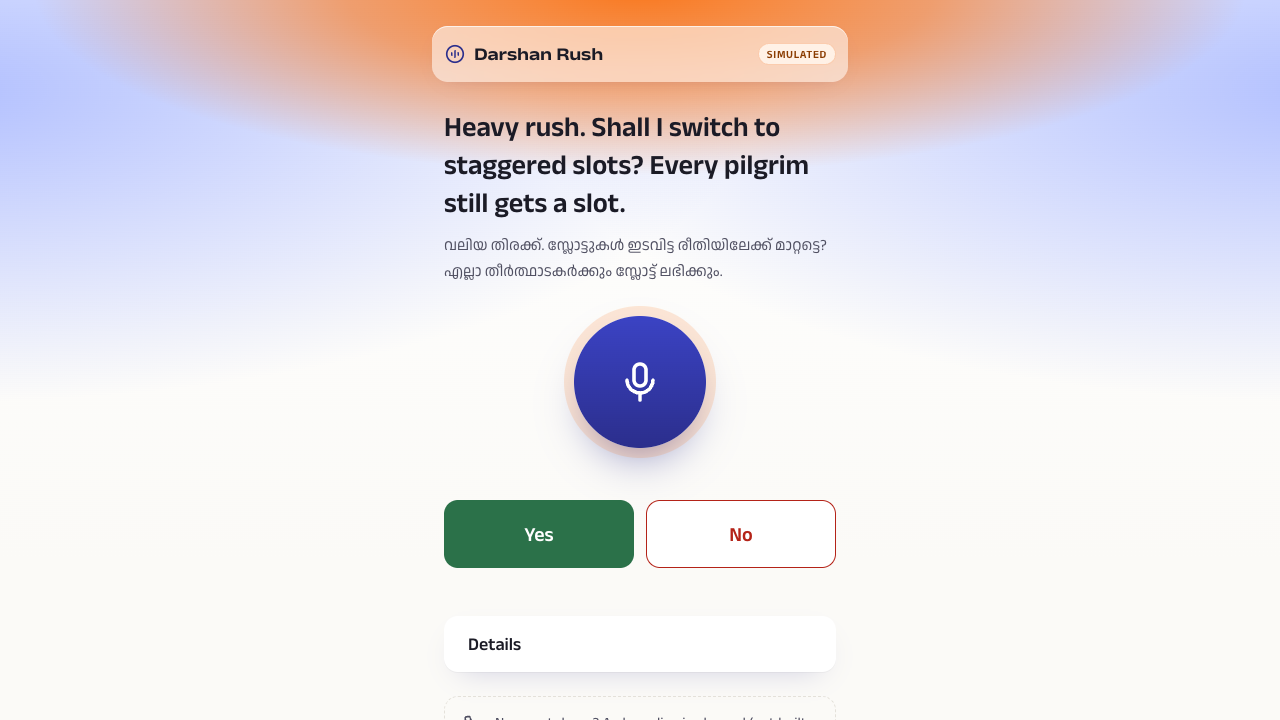 Darshan Rush
SIMULATED
Heavy rush. Shall I switch to
staggered slots? Every pilgrim
still gets a slot.
വലിയ തിരക്ക്. സ്ലോട്ടുകൾ ഇടവിട്ട രീതിയിലേക്ക് മാറ്റട്ടെ?
എല്ലാ തീർത്ഥാടകർക്കും സ്ലോട്ട് ലഭിക്കും.
Yes
No
Details